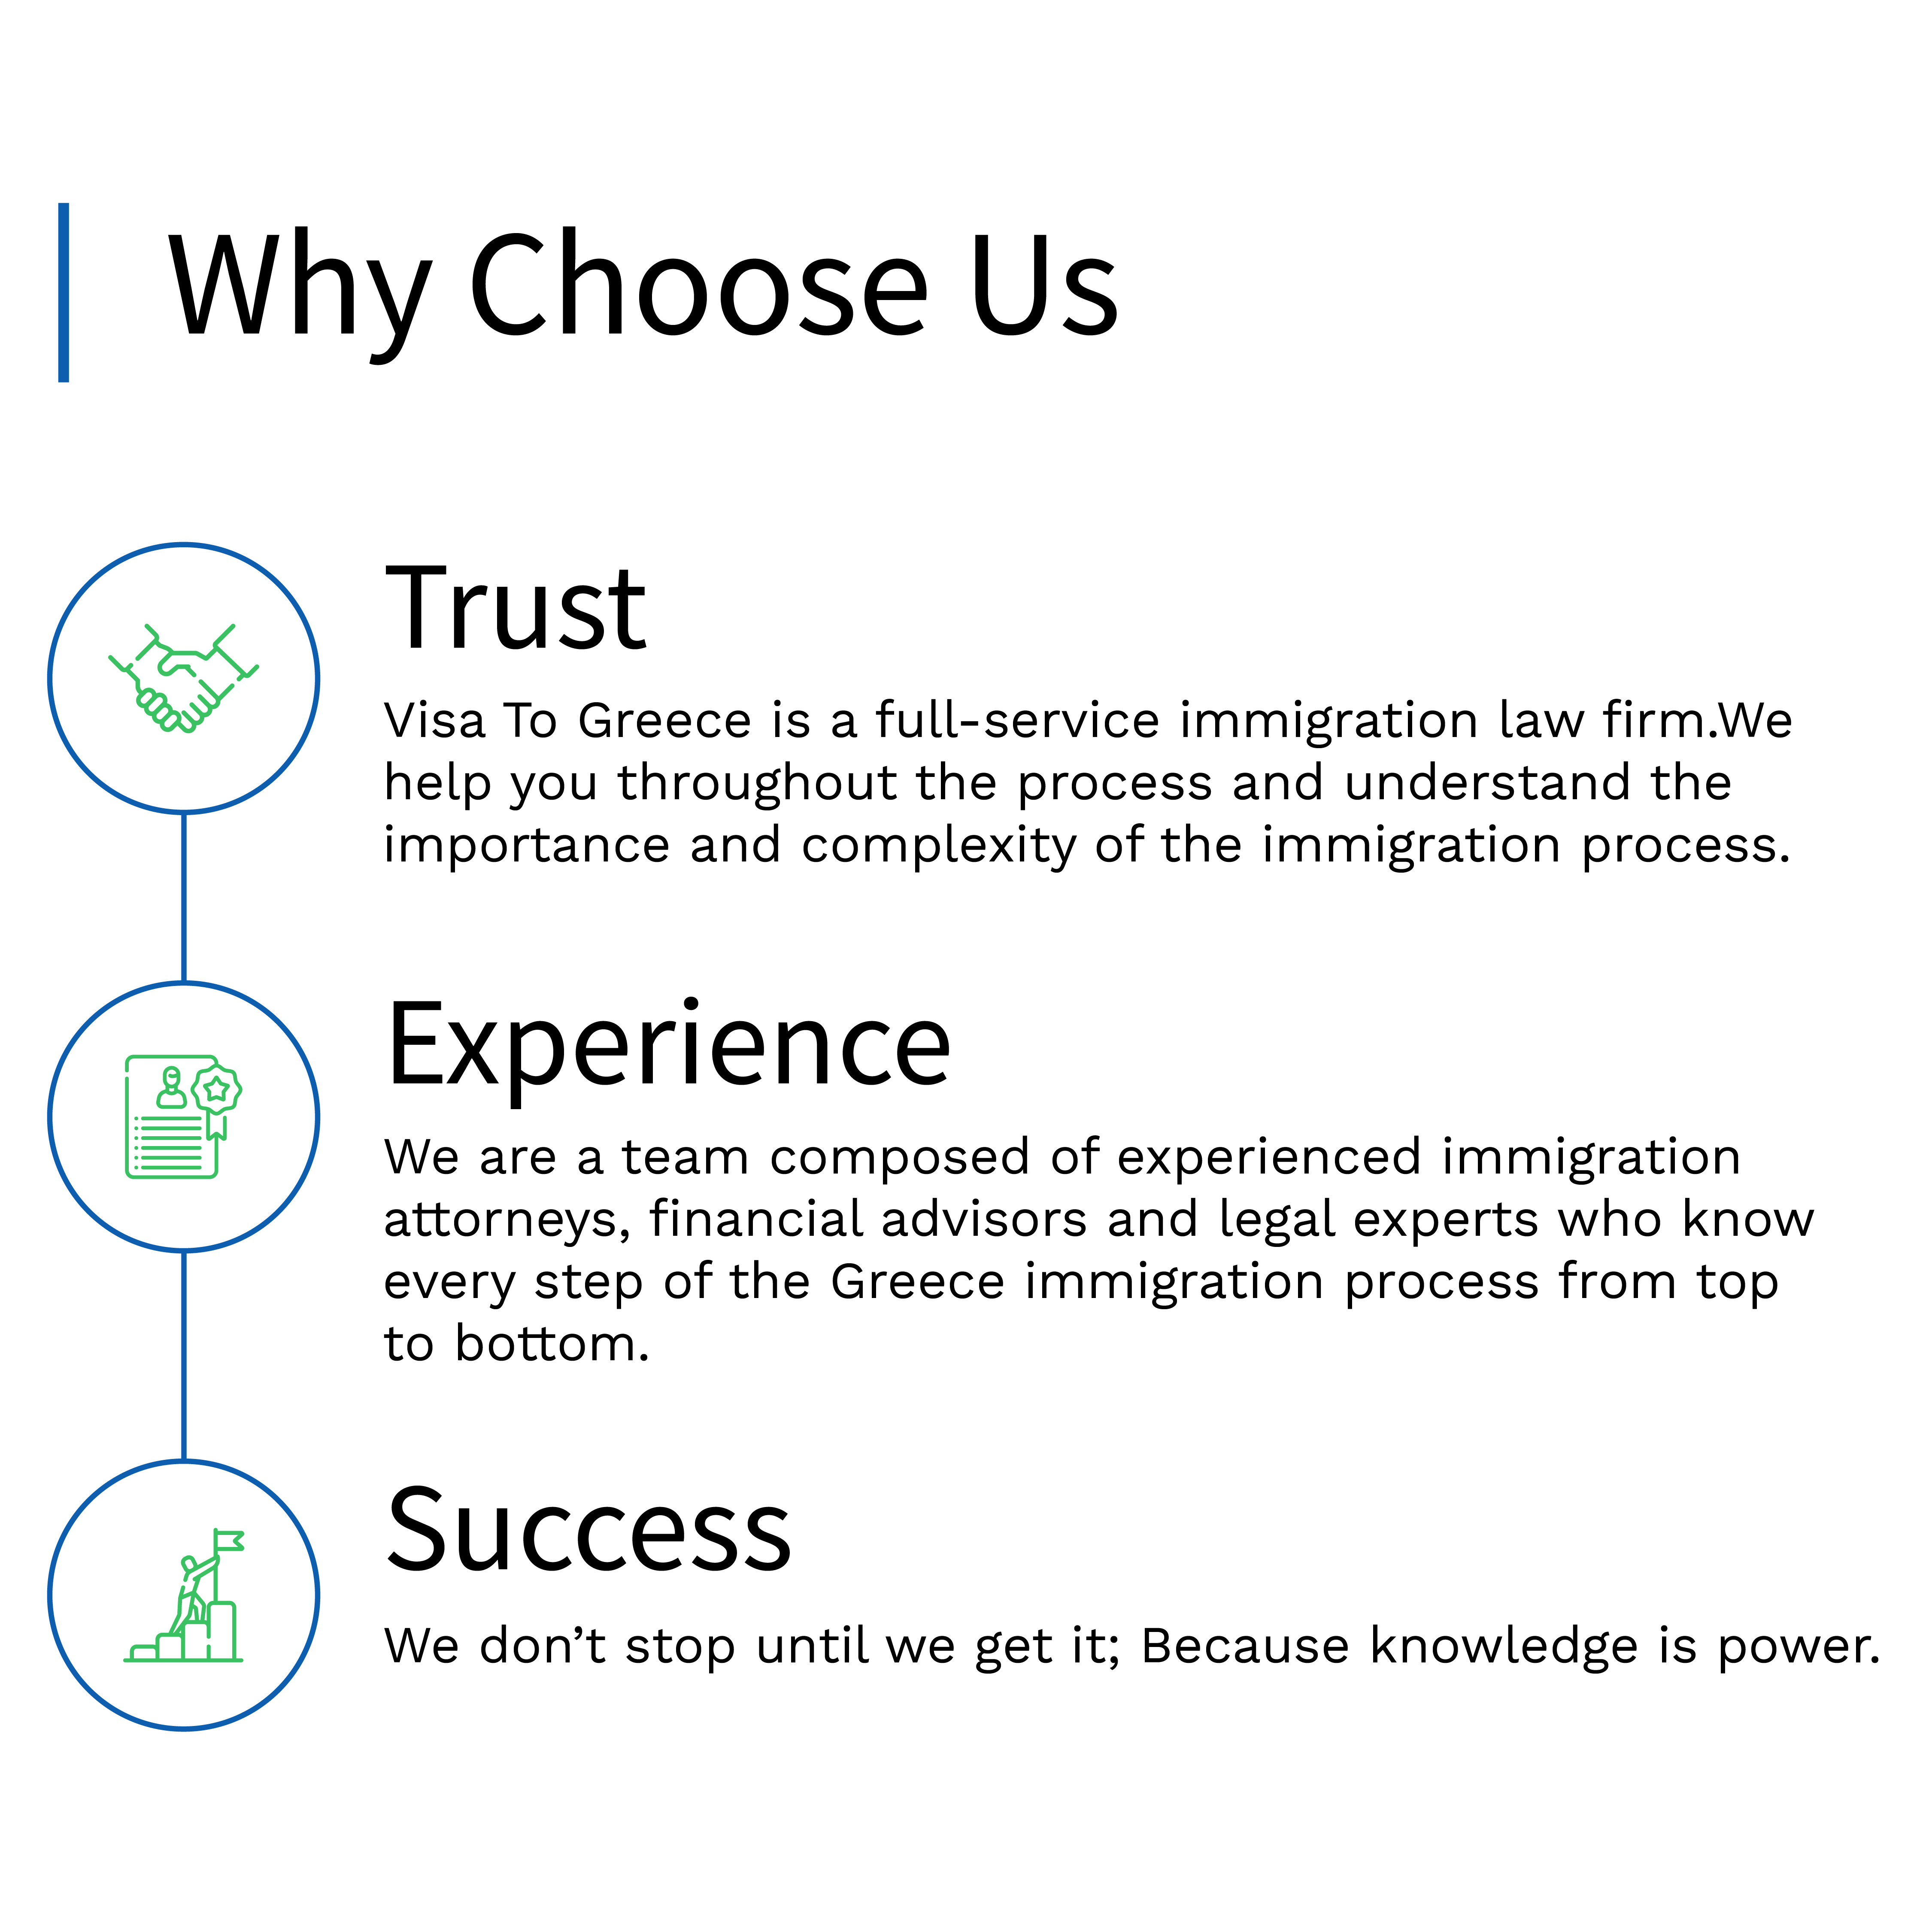 Why Choose Us
Trust
Visa To Greece is a full-service immigration law firm.We
help you throughout the process and understand the
importance and complexity of the immigration process.
Experience
We are a team composed of experienced immigration
attorneys, financial advisors and legal experts who know
every step of the Greece immigration process from top
to bottom.
Success
We don’t stop until we get it; Because knowledge is power.